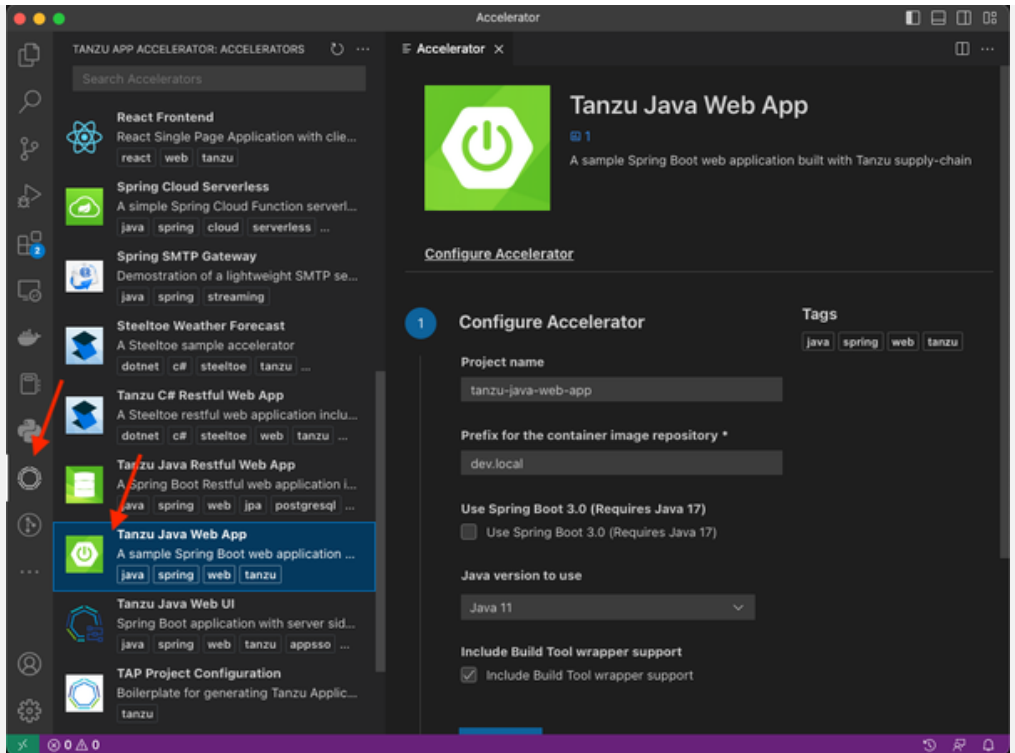 Accelerator
TANZU APP ACCELERATOR: ACCELERATORS
Search Accelerators
React Frontend
React Single Page Application with clie...
react web tanzu
Spring Cloud Serverless
A simple Spring Cloud Function serverl...
java spring cloud serverless ...
Spring SMTP Gateway
Demostration of a lightweight SMTP se...
java spring streaming
Steeltoe Weather Forecast
A Steeltoe sample accelerator
dotnet c# steeltoe tanzu ...
Tanzu C# Restful Web App
A Steeltoe restful web application inclu...
dotnet c# steeltoe web tanzu ...
Tanzu Java Restful Web App
A Spring Boot Restful web application i...
java spring web jpa postgresql ...
Tanzu Java Web App
A sample Spring Boot web application ...
java spring web tanzu
Tanzu Java Web UI
Spring Boot application with server sid...
java spring web tanzu appsso ...
TAP Project Configuration
Boilerplate for generating Tanzu Applic...
tanzu
2
0 0
Accelerator
Tanzu Java Web App
1
A sample Spring Boot web application built with Tanzu supply-chain
Configure Accelerator
1
Configure Accelerator
Project name
tanzu-java-web-app
Prefix for the container image repository *
dev.local
Use Spring Boot 3.0 (Requires Java 17)
Use Spring Boot 3.0 (Requires Java 17)
Java version to use
Java 11
Include Build Tool wrapper support
Include Build Tool wrapper support
Tags
java spring web tanzu